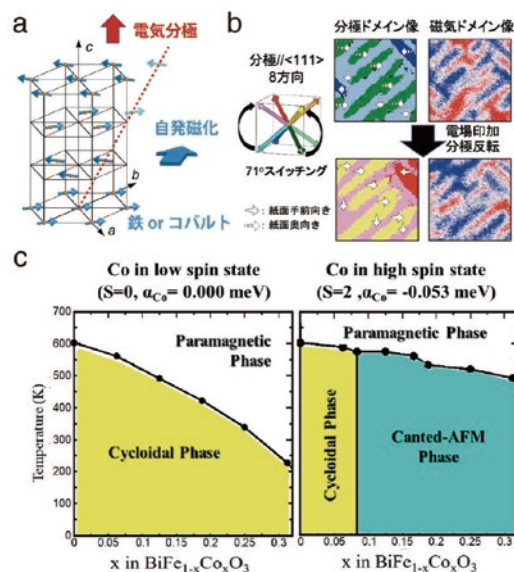 a
電気分極
c
自発磁化
b
a
鉄 or コバルト
b
分極//<111>
8方向
71°スイッチング
⇨: 紙面手前向き
⇨: 紙面奥向き
分極ドメイン像
磁気ドメイン像
電場印加
分極反転
c
Co in low spin state
(S=0, αCo= 0.000 meV)
Co in high spin state
(S=2 ,αCo= -0.053 meV)
Temperature (K)
700
600
500
400
300
200
100
0
Paramagnetic
Phase
Cycloidal Phase
0 0.05 0.1 0.15 0.2 0.25 0.3
x in BiFe1-xCoxO3
Paramagnetic Phase
Cycloidal Phase
Canted-AFM
Phase
0 0.05 0.1 0.15 0.2 0.25 0.3
x in BiFe1-xCoxO3